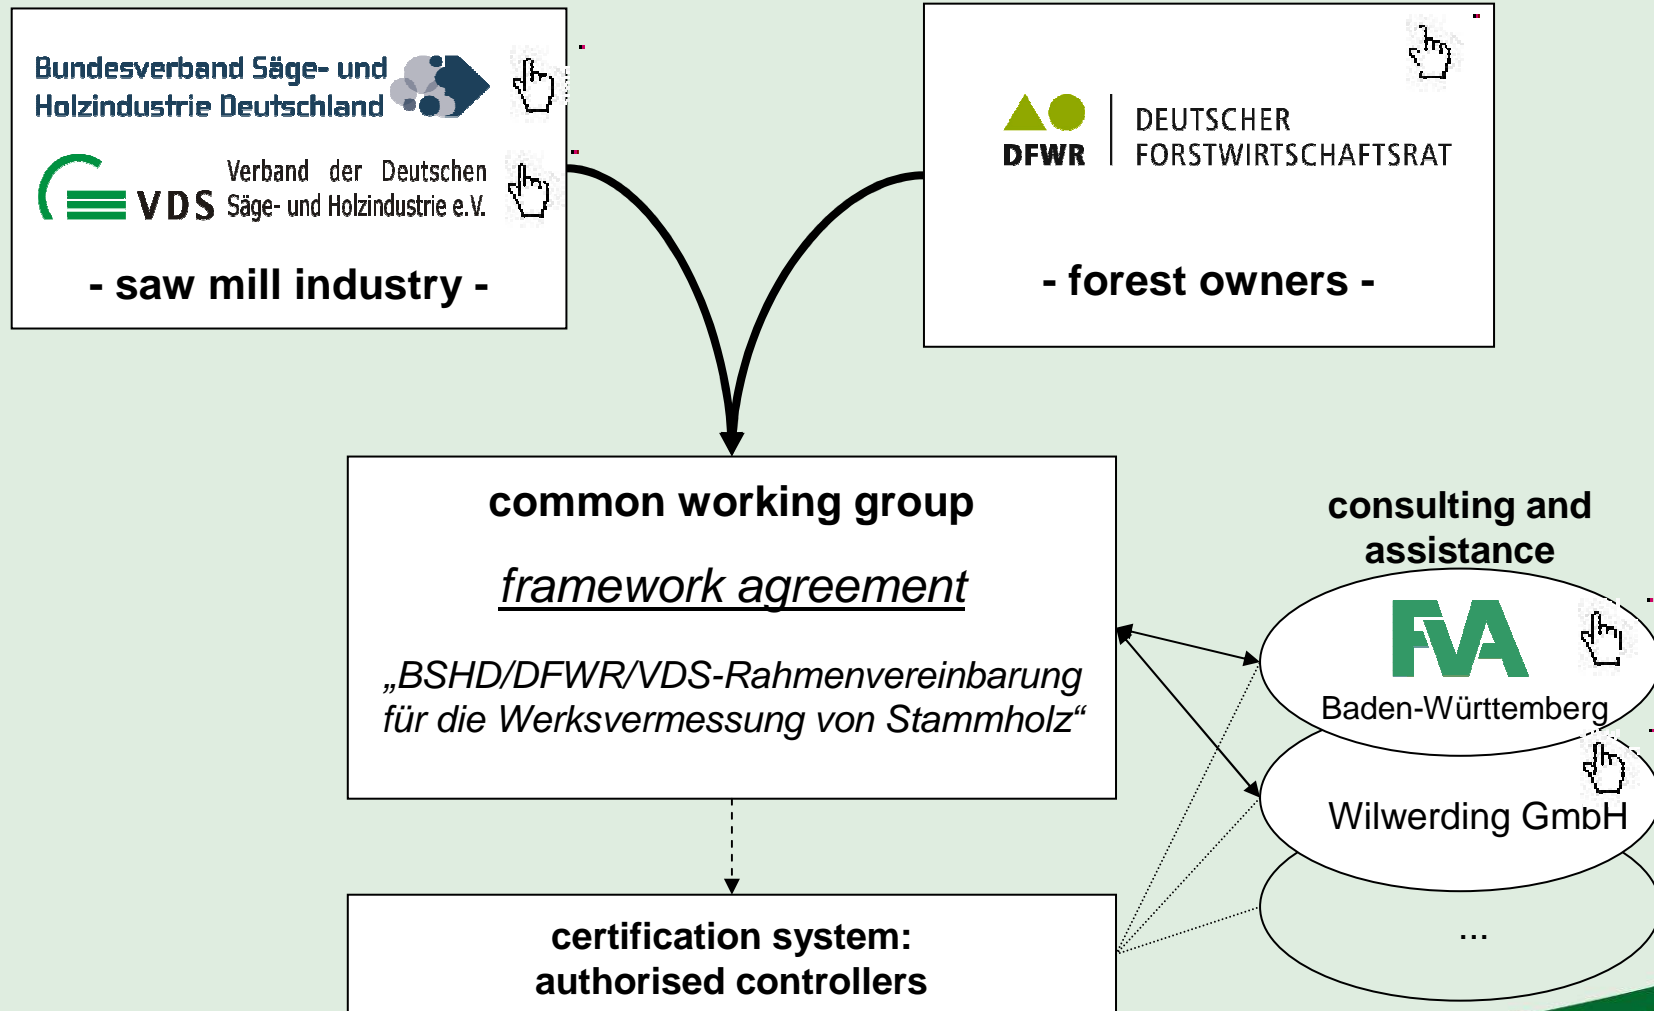 Bundesverband Säge- und
Holzindustrie Deutschland
VDS
Verband der Deutschen
Säge- und Holzindustrie e.V.
- saw mill industry -
DFWR
DEUTSCHER
FORSTWIRTSCHAFTSRAT
- forest owners -
common working group
framework agreement
„BSHD/DFWR/VDS-Rahmenvereinbarung
für die Werksvermessung von Stammholz“
consulting and
assistance
FVA
Baden-Württemberg
Wilwerding GmbH
...
certification system:
authorised controllers